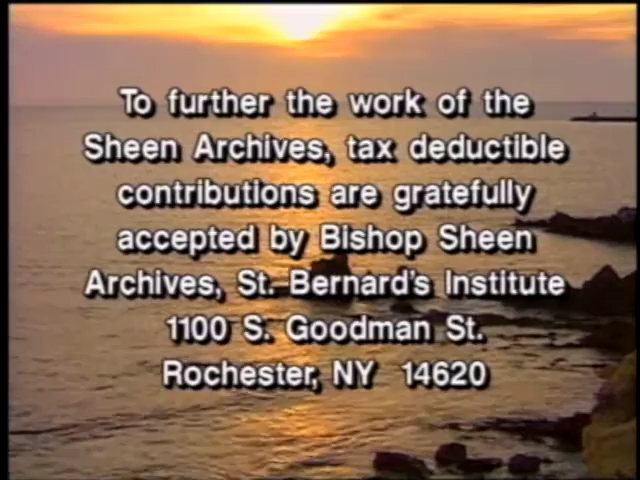 To further the work of the
Sheen Archives, tax deductible
contributions are gratefully
accepted by Bishop Sheen
Archives, St. Bernard's Institute
1100 S. Goodman St.
Rochester, NY 14620